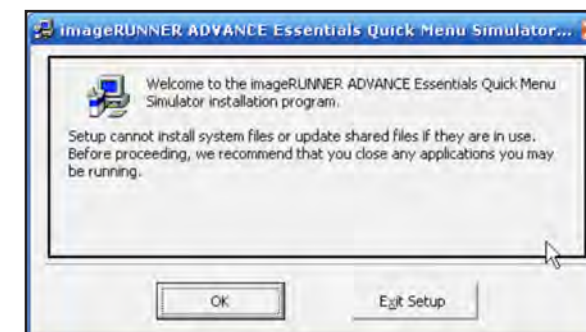 imageRUNNER ADVANCE Essentials Quick Menu Simulator...
Welcome to the imageRUNNER ADVANCE Essentials Quick Menu
Simulator installation program.
Setup cannot install system files or update shared files if they are in use.
Before proceeding, we recommend that you close any applications you may
be running.
OK
Exit Setup